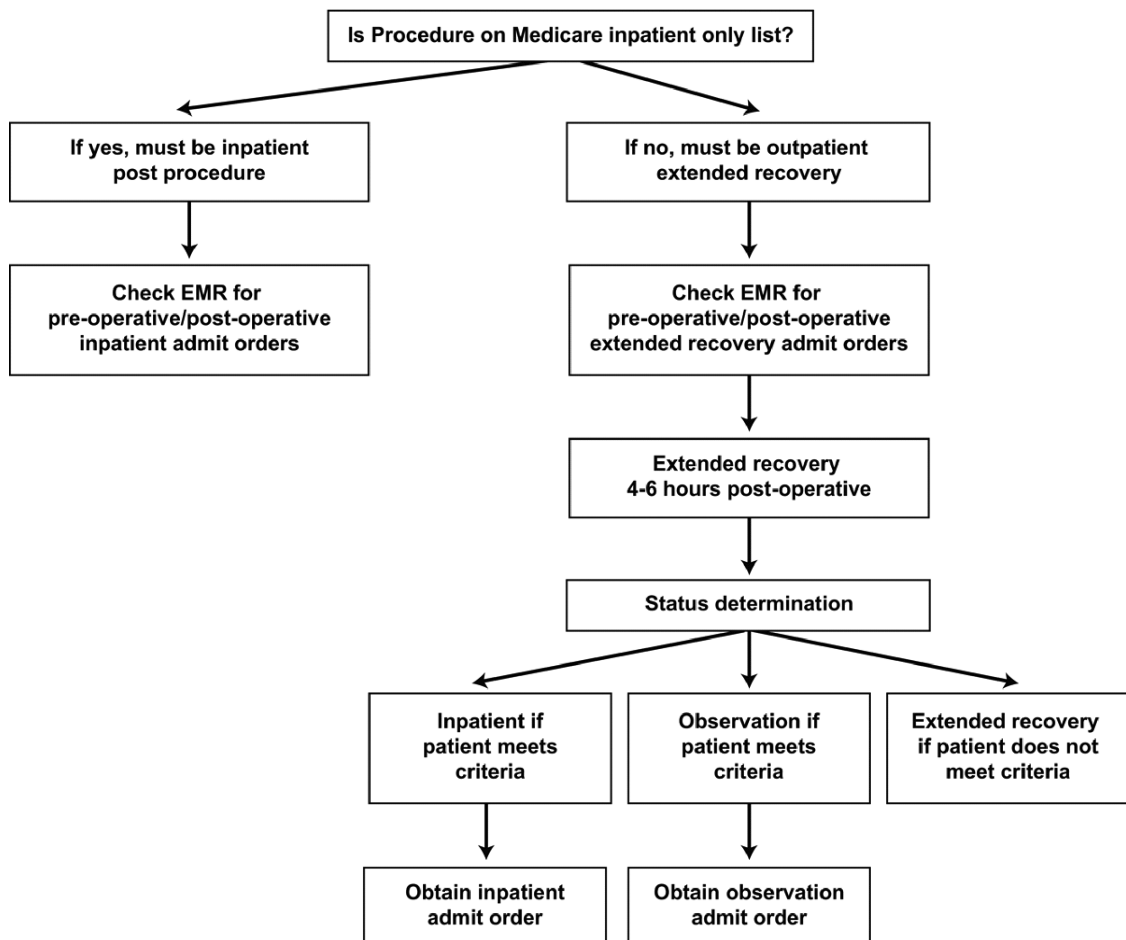 Is Procedure on Medicare inpatient only list?
If yes, must be inpatient
post procedure
If no, must be outpatient
extended recovery
Check EMR for
pre-operative/post-operative
inpatient admit orders
Check EMR for
pre-operative/post-operative
extended recovery admit orders
Extended recovery
4-6 hours post-operative
Status determination
Inpatient if
patient meets
criteria
Observation if
patient meets
criteria
Extended recovery
if patient does not
meet criteria
Obtain inpatient
admit order
Obtain observation
admit order